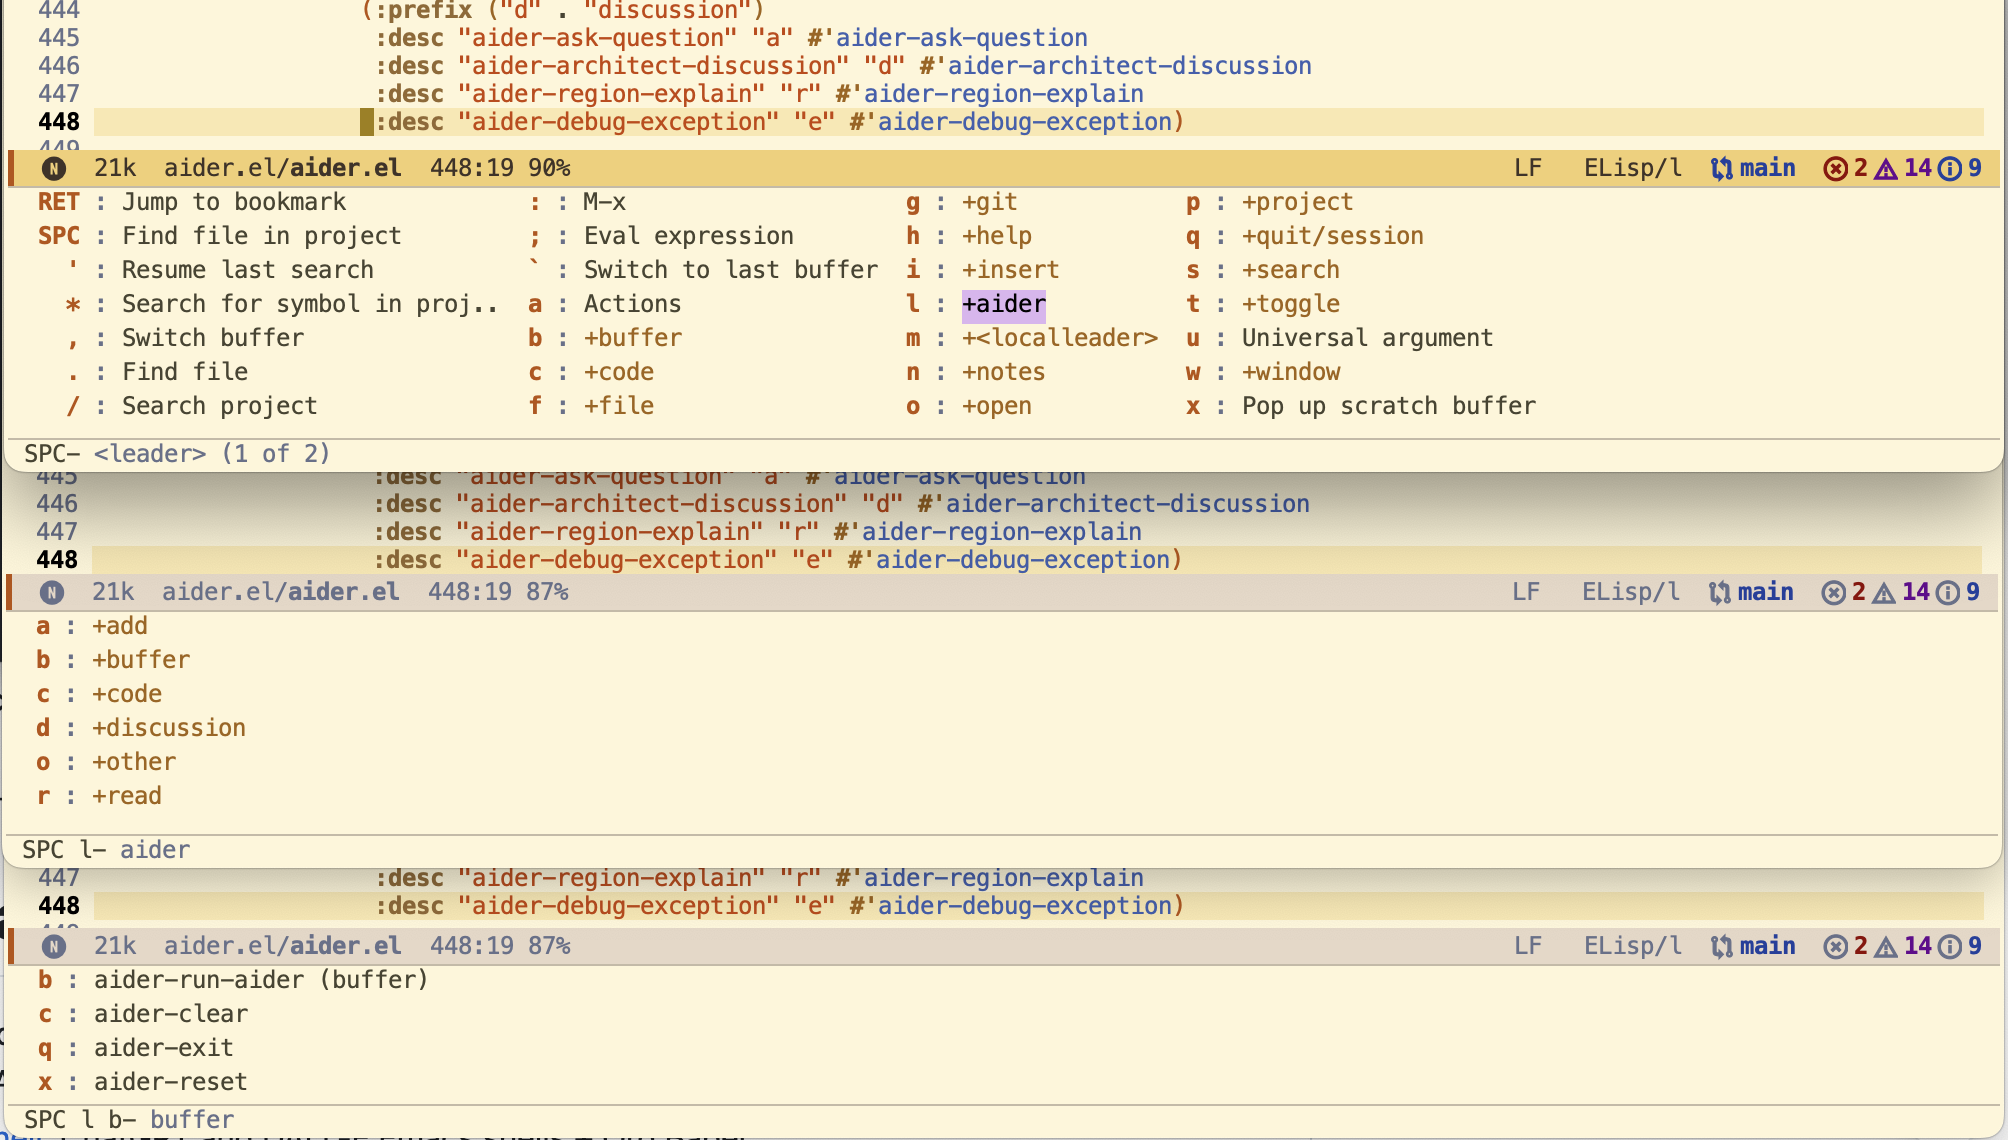 444 (:prefix ("d" . "discussion")
445 :desc "aider-ask-question" "a" #'aider-ask-question
446 :desc "aider-architect-discussion" "d" #'aider-architect-discussion
447 :desc "aider-region-explain" "r" #'aider-region-explain
448 :desc "aider-debug-exception" "e" #'aider-debug-exception)
449
N 21k aider.el/aider.el 448:19 90% LF ELisp/l main 2 14 9
RET : Jump to bookmark : : M-x g : +git p : +project
SPC : Find file in project ; : Eval expression h : +help q : +quit/session
' : Resume last search ` : Switch to last buffer i : +insert s : +search
* : Search for symbol in proj.. a : Actions l : +aider t : +toggle
, : Switch buffer b : +buffer m : +<localleader> u : Universal argument
. : Find file c : +code n : +notes w : +window
/ : Search project f : +file o : +open x : Pop up scratch buffer
SPC- <leader> (1 of 2)
445 :desc "aider-ask-question" "a" #'aider-ask-question
446 :desc "aider-architect-discussion" "d" #'aider-architect-discussion
447 :desc "aider-region-explain" "r" #'aider-region-explain
448 :desc "aider-debug-exception" "e" #'aider-debug-exception)
N 21k aider.el/aider.el 448:19 87% LF ELisp/l main 2 14 9
a : +add
b : +buffer
c : +code
d : +discussion
o : +other
r : +read
SPC l- aider
447 :desc "aider-region-explain" "r" #'aider-region-explain
448 :desc "aider-debug-exception" "e" #'aider-debug-exception)
N 21k aider.el/aider.el 448:19 87% LF ELisp/l main 2 14 9
b : aider-run-aider (buffer)
c : aider-clear
q : aider-exit
x : aider-reset
SPC l b- buffer